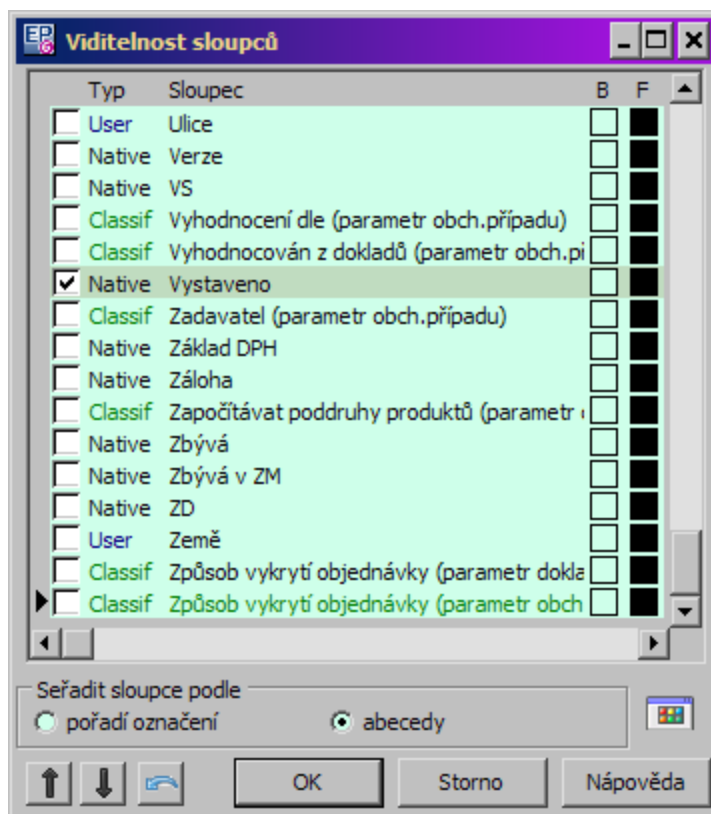 Viditelnost sloupců
Typ Sloupec B F
User Ulice
Native Verze
Native VS
Classif Vyhodnocení dle (parametr obch.případu)
Classif Vyhodnocován z dokladů (parametr obch.př
Native Vystaveno
Classif Zadavatel (parametr obch.případu)
Native Základ DPH
Native Záloha
Classif Započítávat poddruhy produktů (parametr
Native Zbývá
Native Zbývá v ZM
Native ZD
User Země
Classif Způsob vykrytí objednávky (parametr dokla
Classif Způsob vykrytí objednávky (parametr obch
Seřadit sloupce podle
pořadí označení abecedy
OK Storno Nápověda